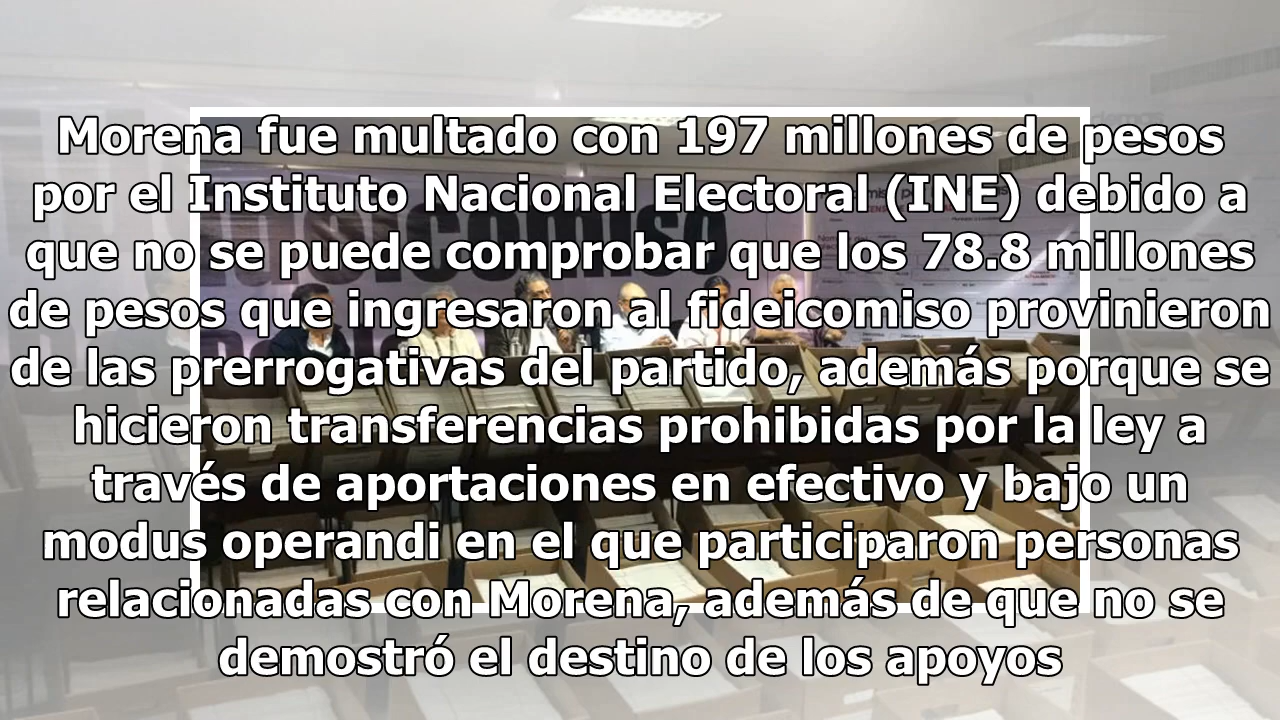 Morena fue multado con 197 millones de pesos
por el Instituto Nacional Electoral (INE) debido a
que no se puede comprobar que los 78.8 millones
de pesos que ingresaron al fideicomiso provinieron
de las prerrogativas del partido, además porque se
hicieron transferencias prohibidas por la ley a
través de aportaciones en efectivo y bajo un
modus operandi en el que participaron personas
relacionadas con Morena, además de que no se
demostró el destino de los apoyos